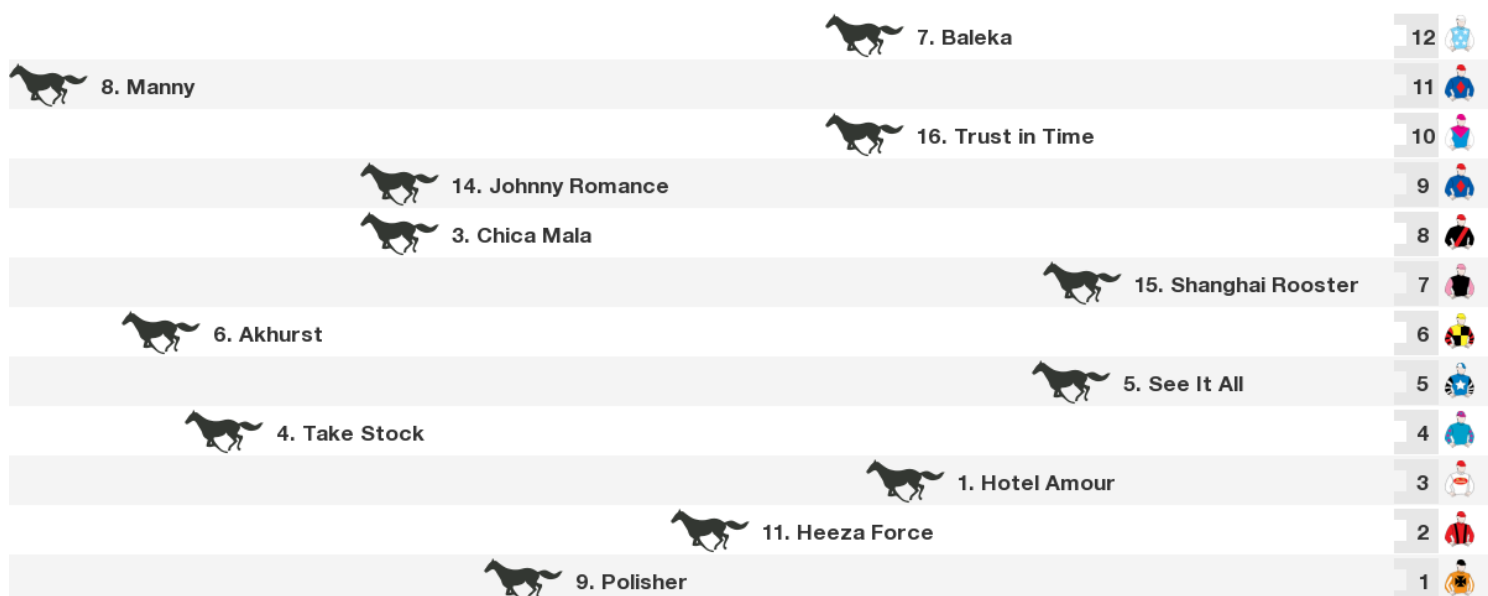 7. Baleka 12
8. Manny 11
16. Trust in Time 10
14. Johnny Romance 9
3. Chica Mala 8
15. Shanghai Rooster 7
6. Akhurst 6
5. See It All 5
4. Take Stock 4
1. Hotel Amour 3
11. Heeza Force 2
9. Polisher 1